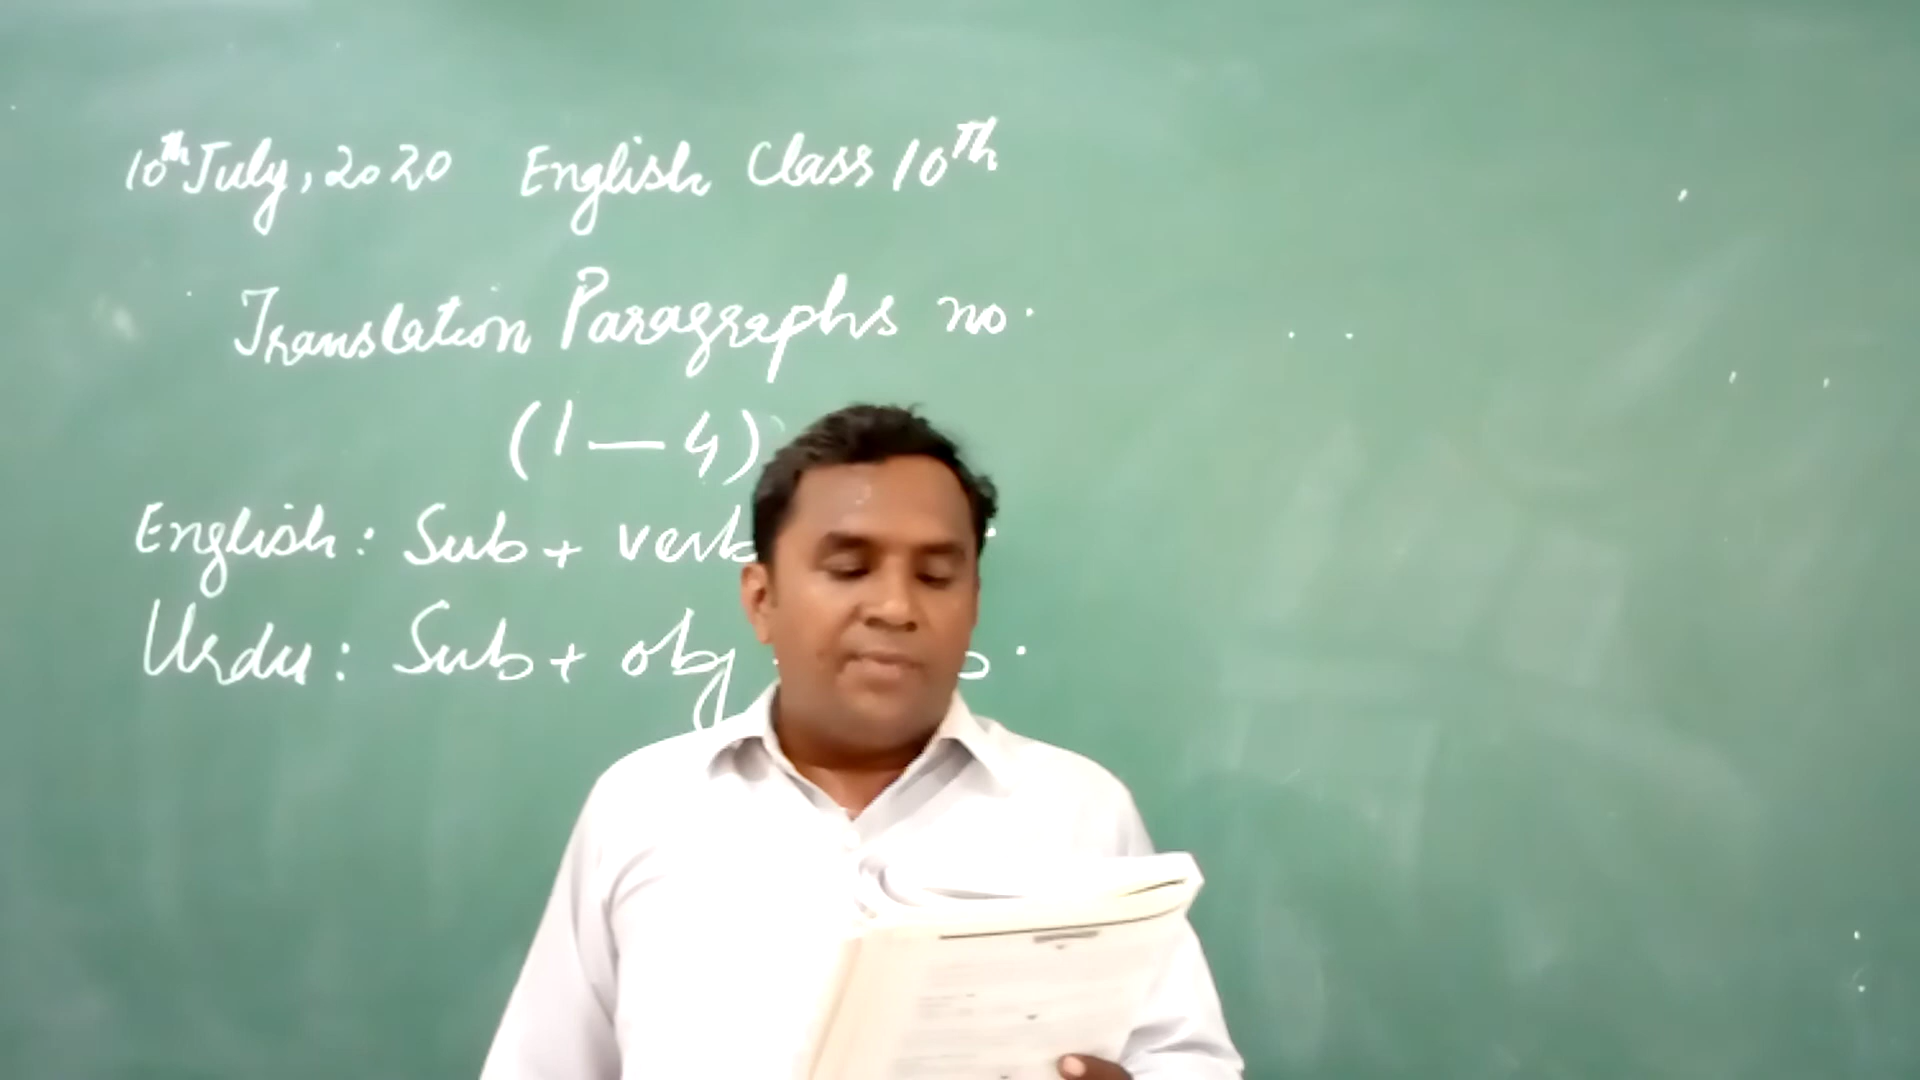 10th July, 2020 English Class 10th
Translation Paragraphs no.
(1 — 4)
English: Sub + verb
Urdu: Sub + obj